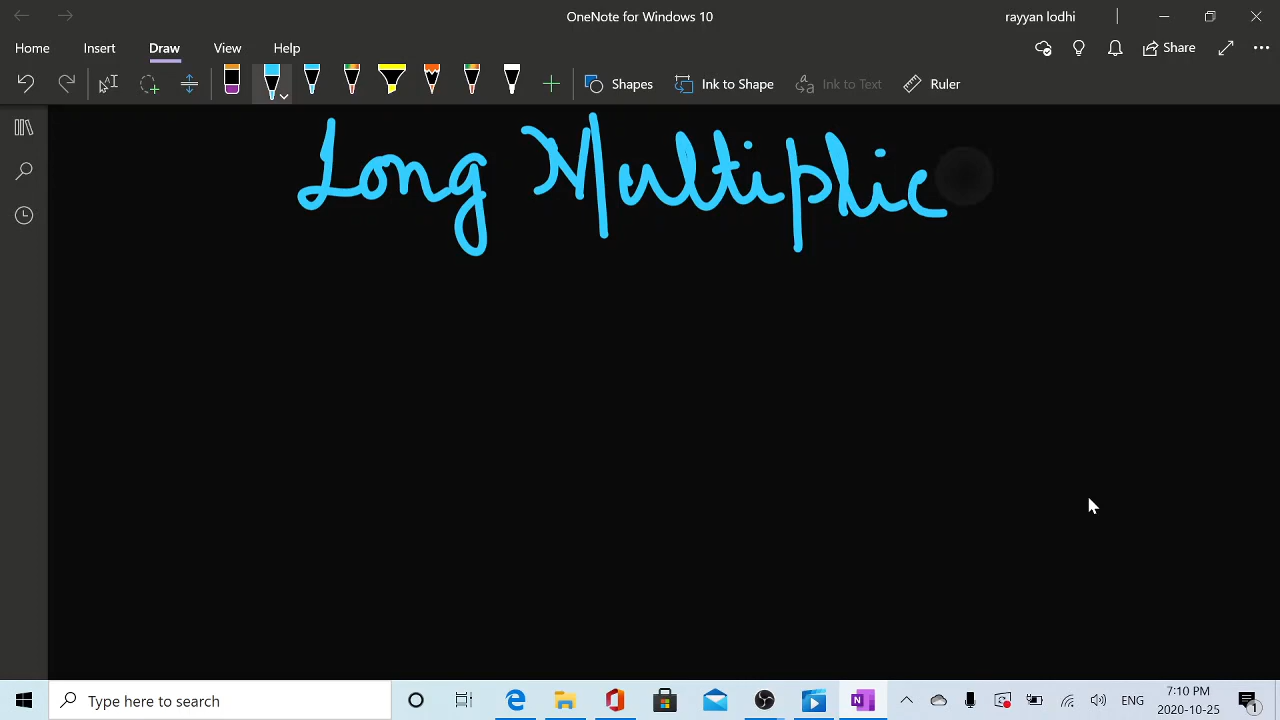 OneNote for Windows 10
rayyan lodhi
Home Insert Draw View Help
Share
Shapes Ink to Shape Ink to Text Ruler
Long Multiplic
Type here to search
ENG
7:10 PM
2020-10-25
1